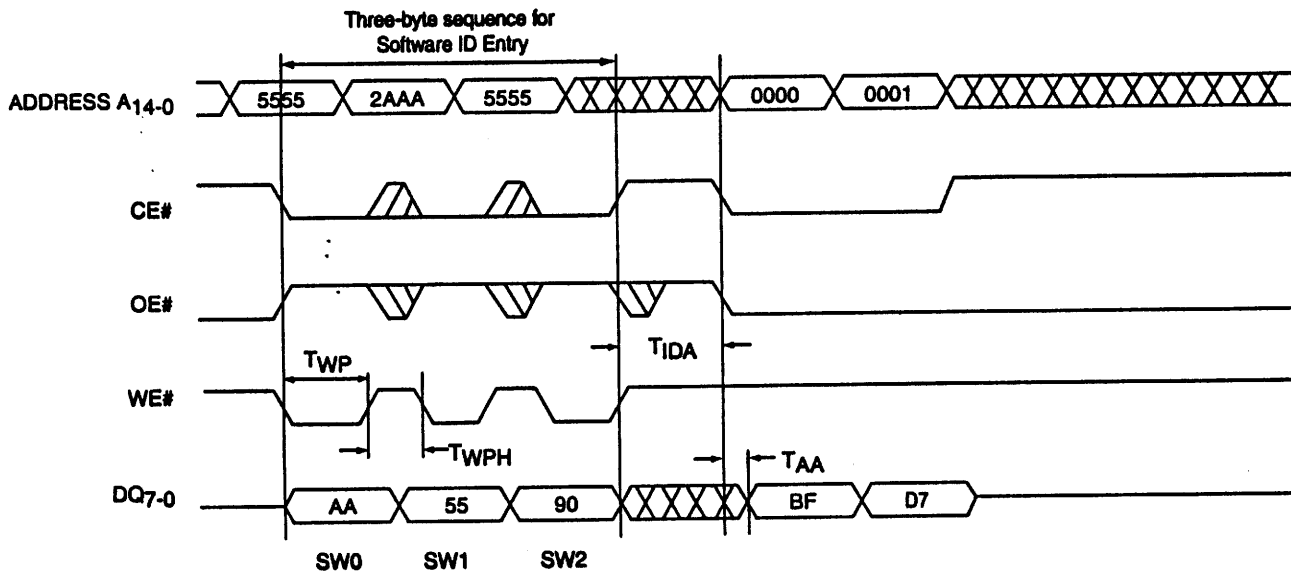 Three-byte sequence for
Software ID Entry
ADDRESS A14-0
5555 2AAA 5555 0000 0001
CE#
OE#
TWP
TIDA
WE#
TWPH
TAA
DQ7-0
AA 55 90 BF D7
SW0 SW1 SW2